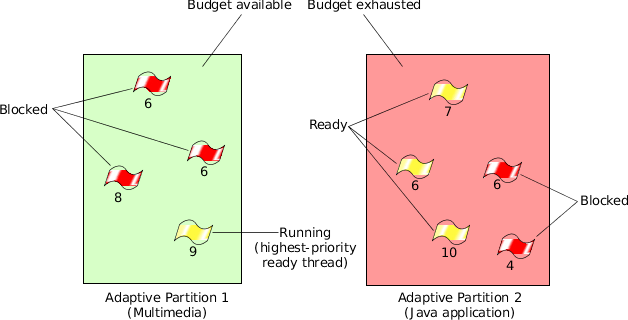 Budget available
Budget exhausted
Blocked
6
6
8
9
Running
(highest-priority
ready thread)
Adaptive Partition 1
(Multimedia)
Ready
7
6
6
10
4
Blocked
Adaptive Partition 2
(Java application)